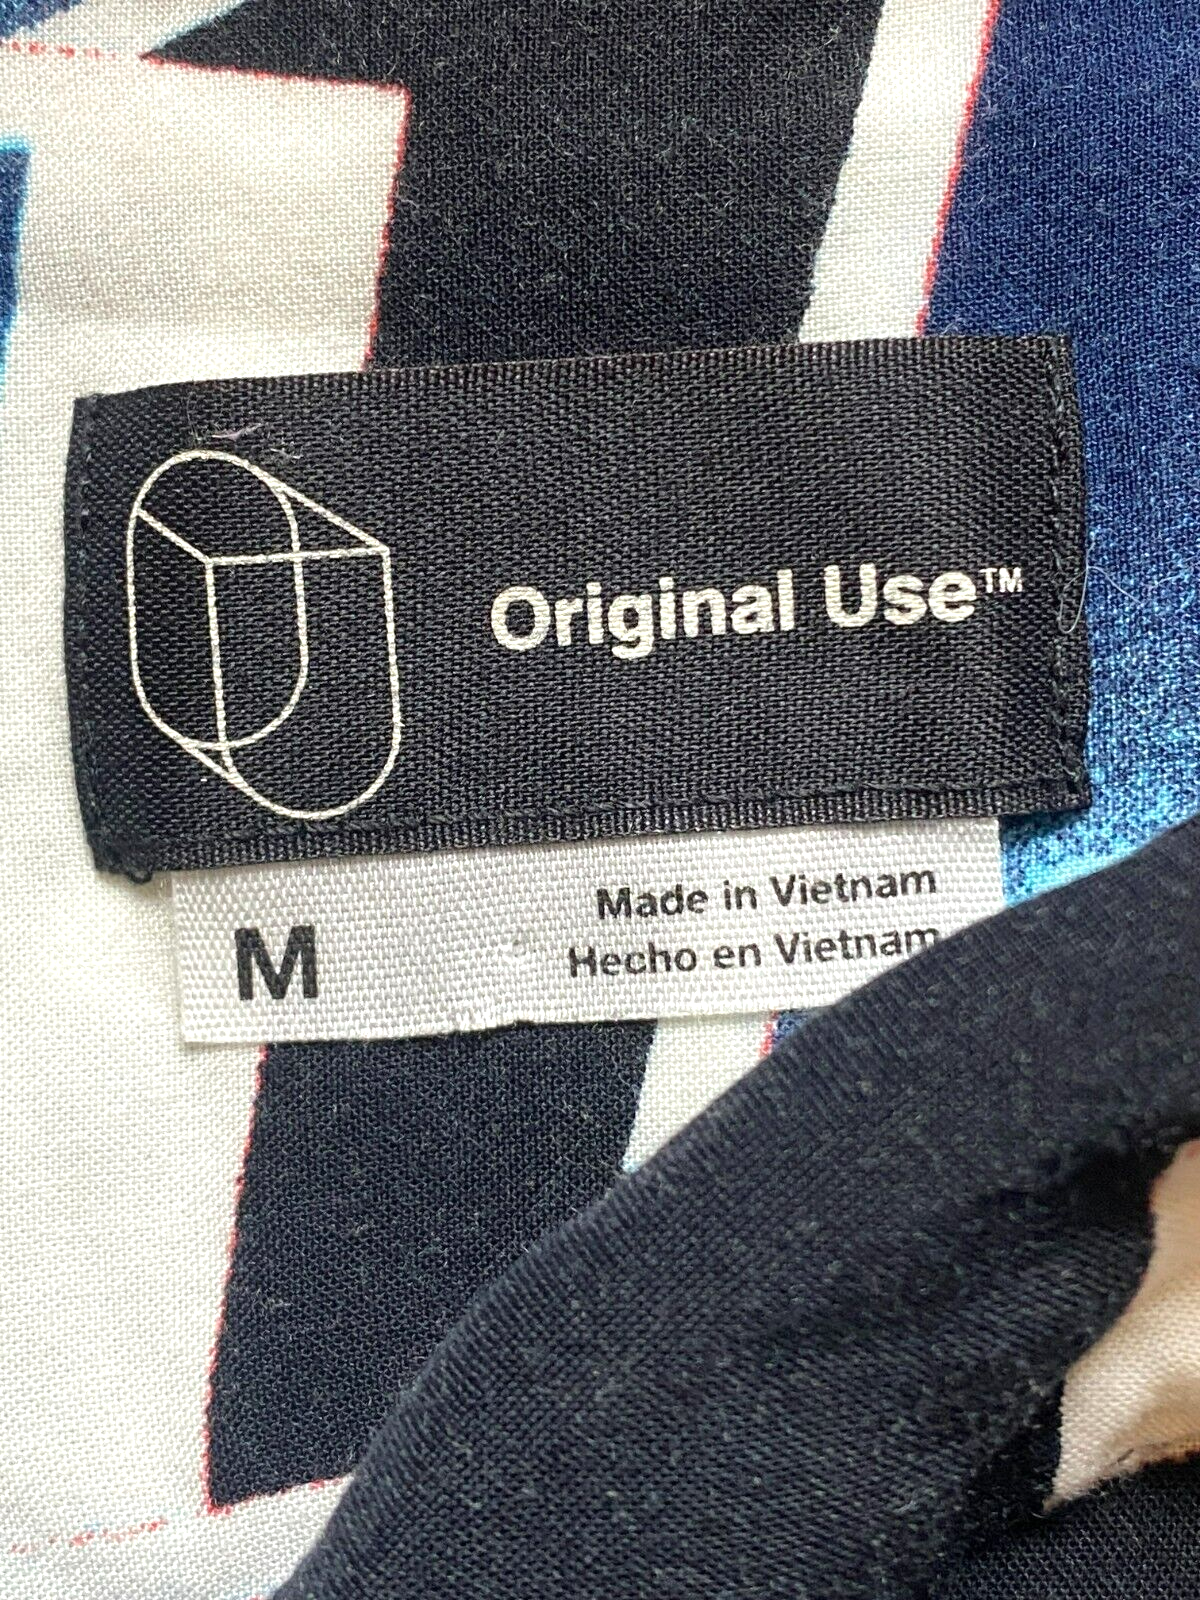 Original Use™
M
Made in Vietnam
Hecho en Vietnam